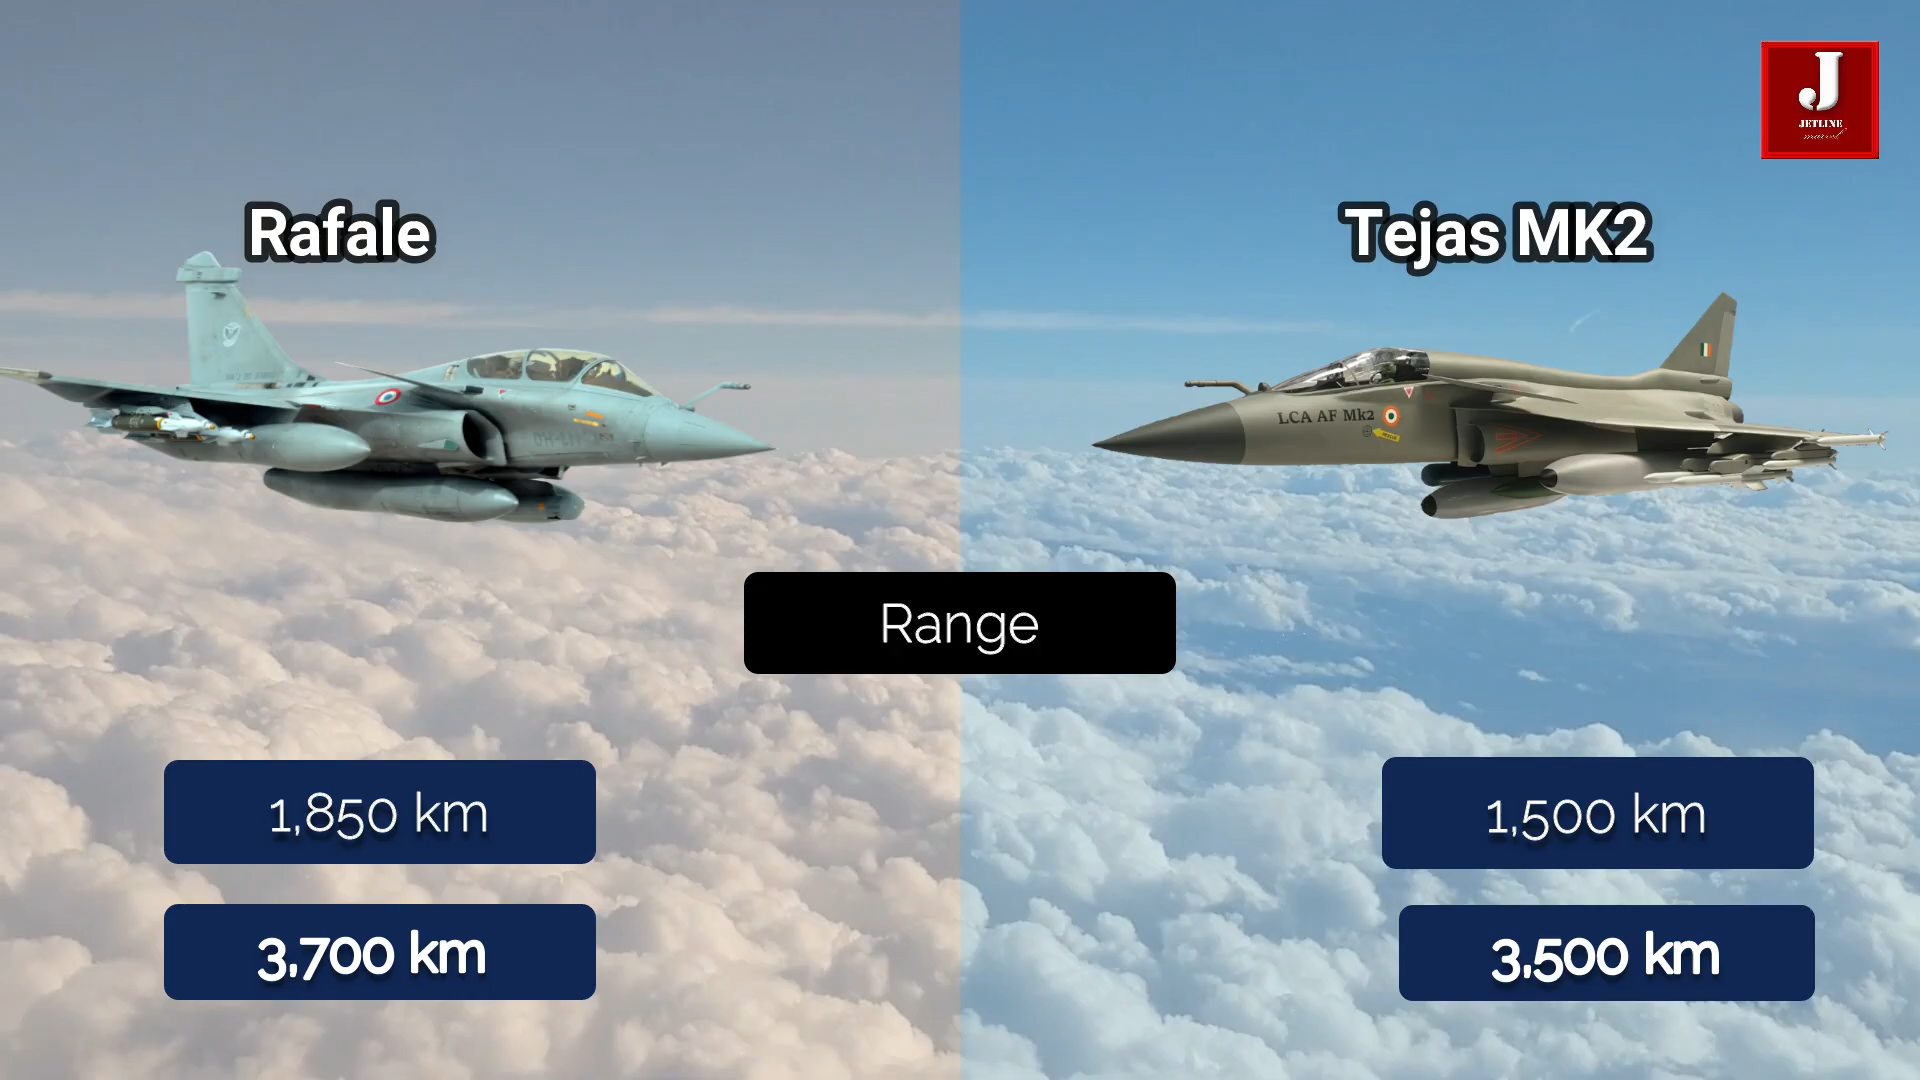 J
JETLINE
marvel
Rafale
Tejas MK2
LCA AF Mk2
Range
1,850 km
1,500 km
3,700 km
3,500 km